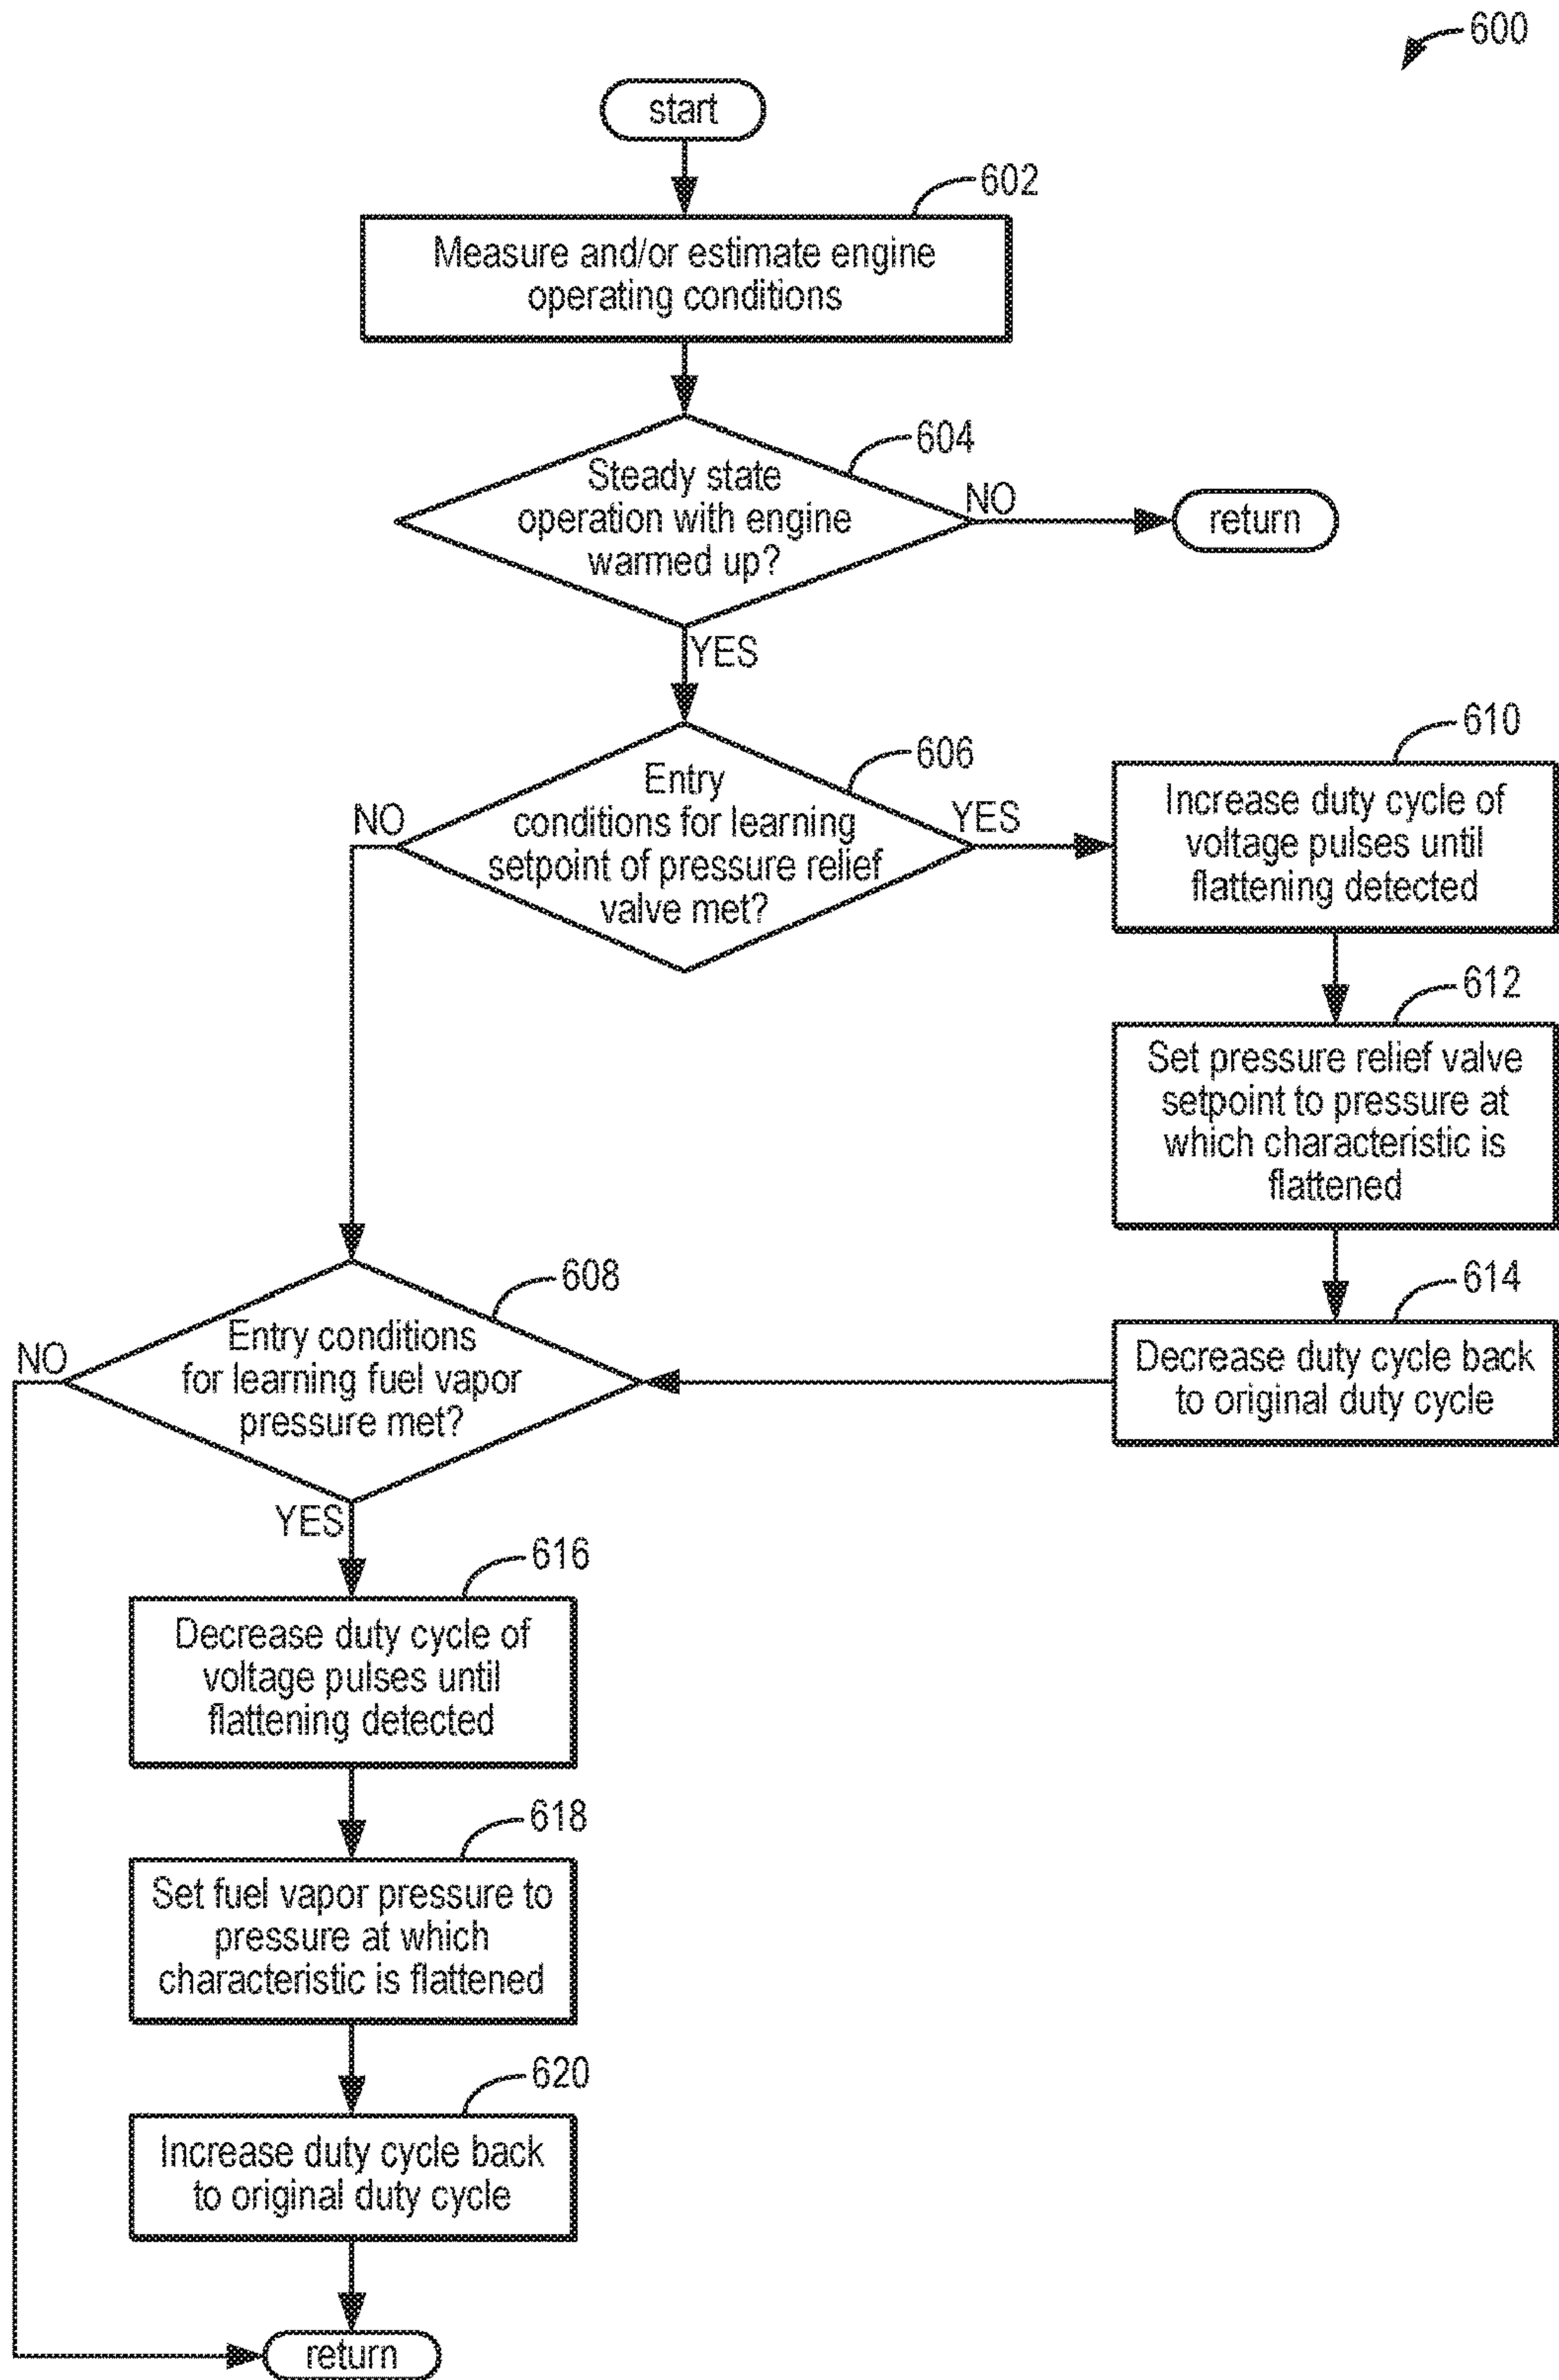 600
start
602
Measure and/or estimate engine
operating conditions
604
Steady state
operation with engine
warmed up?
NO
return
YES
606
Entry
conditions for learning
setpoint of pressure relief
valve met?
NO
YES
610
Increase duty cycle of
voltage pulses until
flattening detected
612
Set pressure relief valve
setpoint to pressure at
which characteristic is
flattened
614
Decrease duty cycle back
to original duty cycle
608
Entry conditions
for learning fuel vapor
pressure met?
NO
YES
616
Decrease duty cycle of
voltage pulses until
flattening detected
618
Set fuel vapor pressure to
pressure at which
characteristic is flattened
620
Increase duty cycle back
to original duty cycle
return